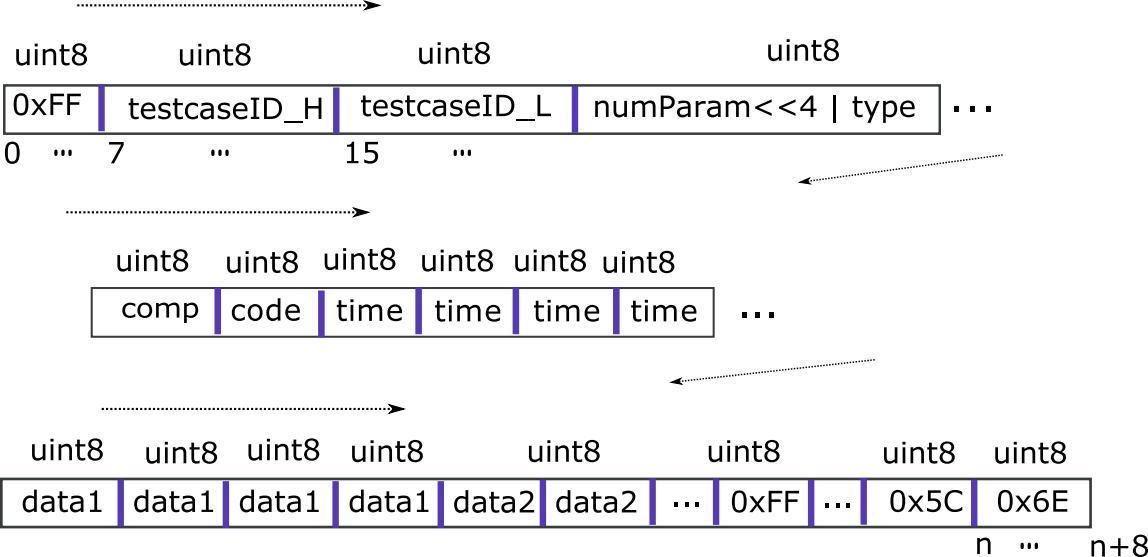 uint8 uint8 uint8 uint8
0xFF testcaseID_H testcaseID_L numParam<<4 | type ...
0 ... 7 ... 15 ...
uint8 uint8 uint8 uint8 uint8 uint8
comp code time time time time ...
uint8 uint8 uint8 uint8 uint8 uint8 uint8 uint8
data1 data1 data1 data1 data2 data2 ... 0xFF ... 0x5C 0x6E
n ... n+8